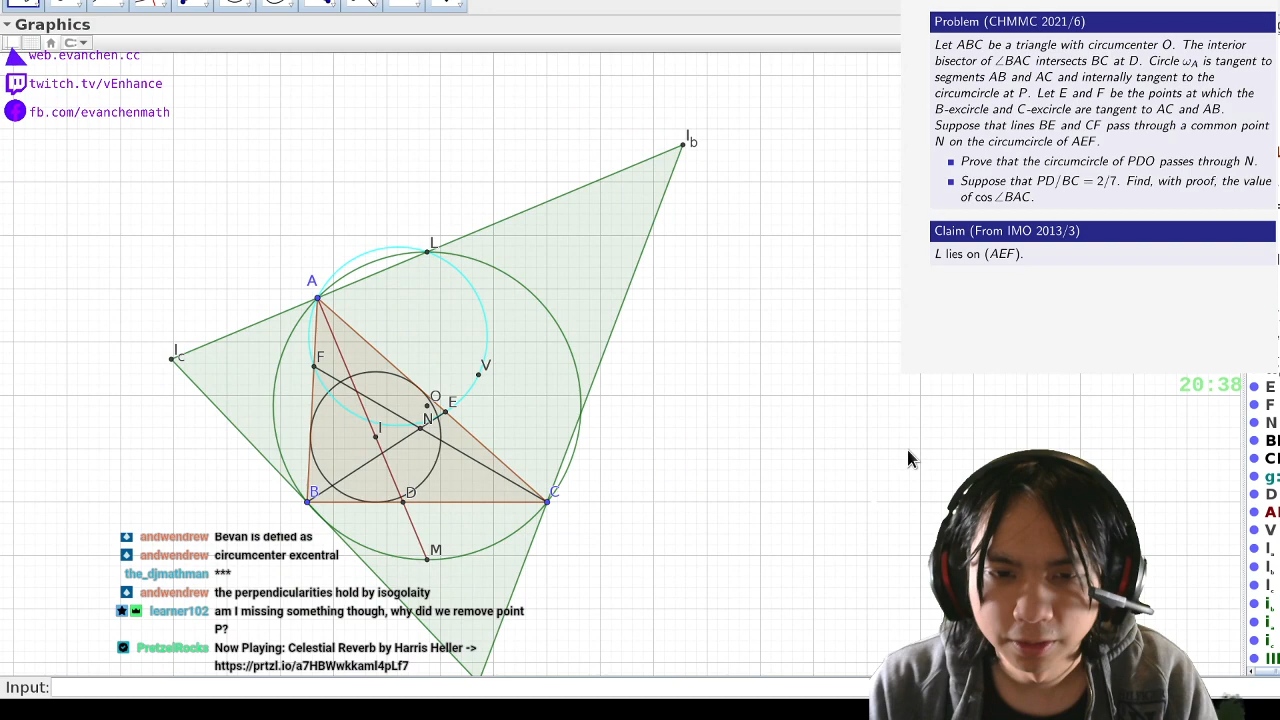 Graphics
web.evanchen.cc
twitch.tv/vEnhance
fb.com/evanchenmath
Problem (CHMMC 2021/6)
Let ABC be a triangle with circumcenter O. The interior
bisector of ∠BAC intersects BC at D. Circle ωA is tangent to
segments AB and AC and internally tangent to the
circumcircle at P. Let E and F be the points at which the
B-excircle and C-excircle are tangent to AC and AB.
Suppose that lines BE and CF pass through a common point
N on the circumcircle of AEF.
Prove that the circumcircle of PDO passes through N.
Suppose that PD/BC = 2/7. Find, with proof, the value
of cos ∠BAC.
Claim (From IMO 2013/3)
L lies on (AEF).
Ib
L
A
Ic
F
V
O
E
N
I
B
D
C
M
20:38
E
F
N
D
V
andwendrew Bevan is defied as
andwendrew circumcenter excentral
the_djmathman ***
andwendrew the perpendicularities hold by isogolaity
learner102 am I missing something though, why did we remove point
P?
PretzelRocks Now Playing: Celestial Reverb by Harris Heller ->
https://prtzl.io/a7HBWwkkaml4pLf7
Input: